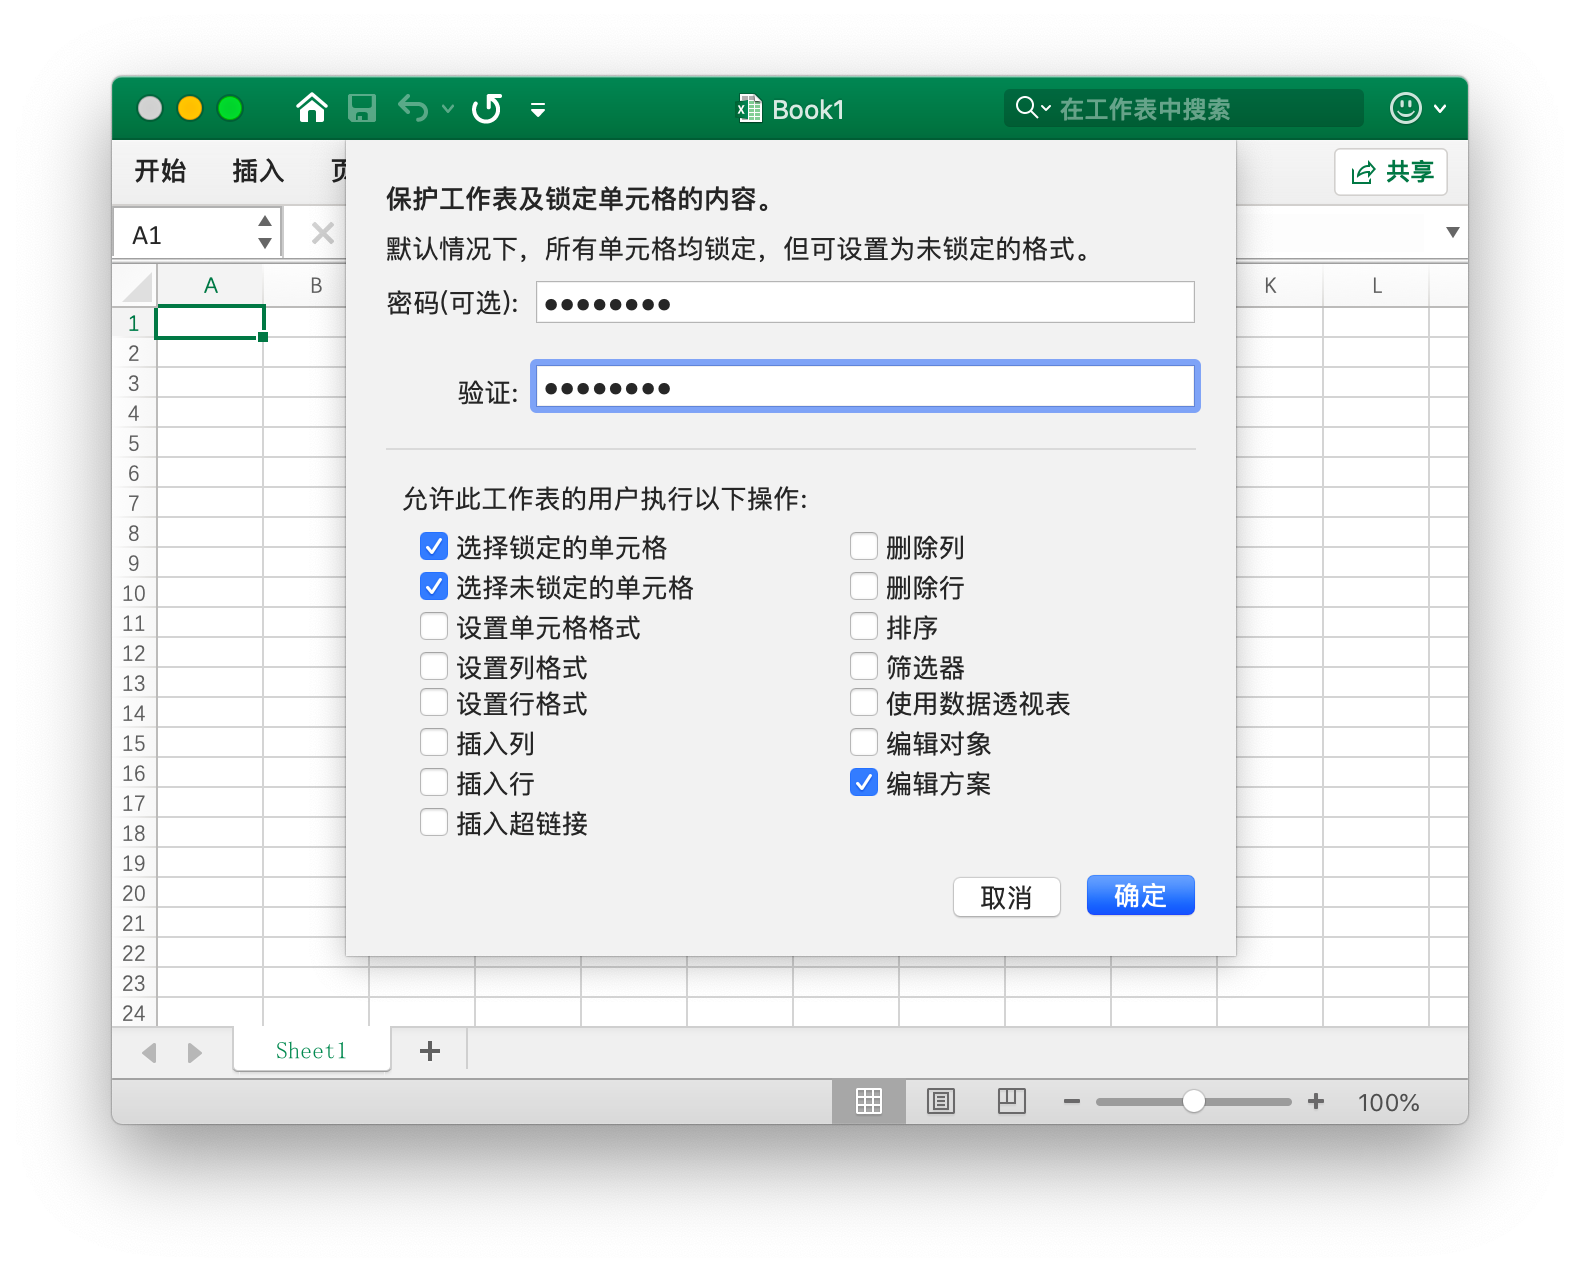 Book1
在工作表中搜索
开始 插入
共享
A1
保护工作表及锁定单元格的内容。
默认情况下，所有单元格均锁定，但可设置为未锁定的格式。
密码(可选): ●●●●●●●●
验证: ●●●●●●●●
允许此工作表的用户执行以下操作:
选择锁定的单元格
选择未锁定的单元格
设置单元格格式
设置列格式
设置行格式
插入列
插入行
插入超链接
删除列
删除行
排序
筛选器
使用数据透视表
编辑对象
编辑方案
取消 确定
A B K L
1
2
3
4
5
6
7
8
9
10
11
12
13
14
15
16
17
18
19
20
21
22
23
24
Sheet1
100%